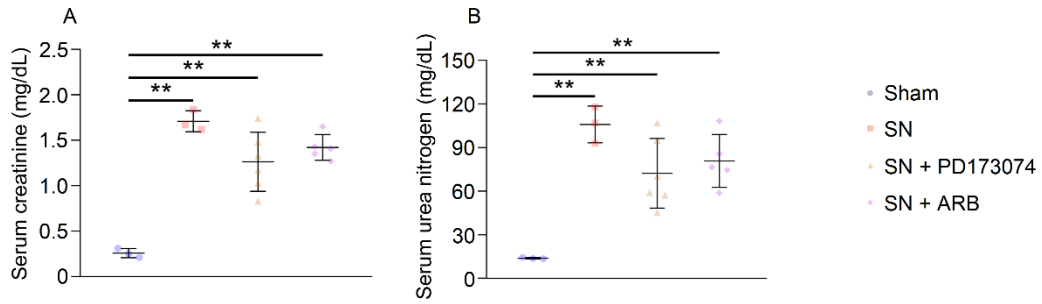 A
Serum creatinine (mg/dL)
2.5
2.0
1.5
1.0
0.5
0
**
**
**
B
Serum urea nitrogen (mg/dL)
150
120
90
60
30
0
**
**
**
Sham
SN
SN + PD173074
SN + ARB